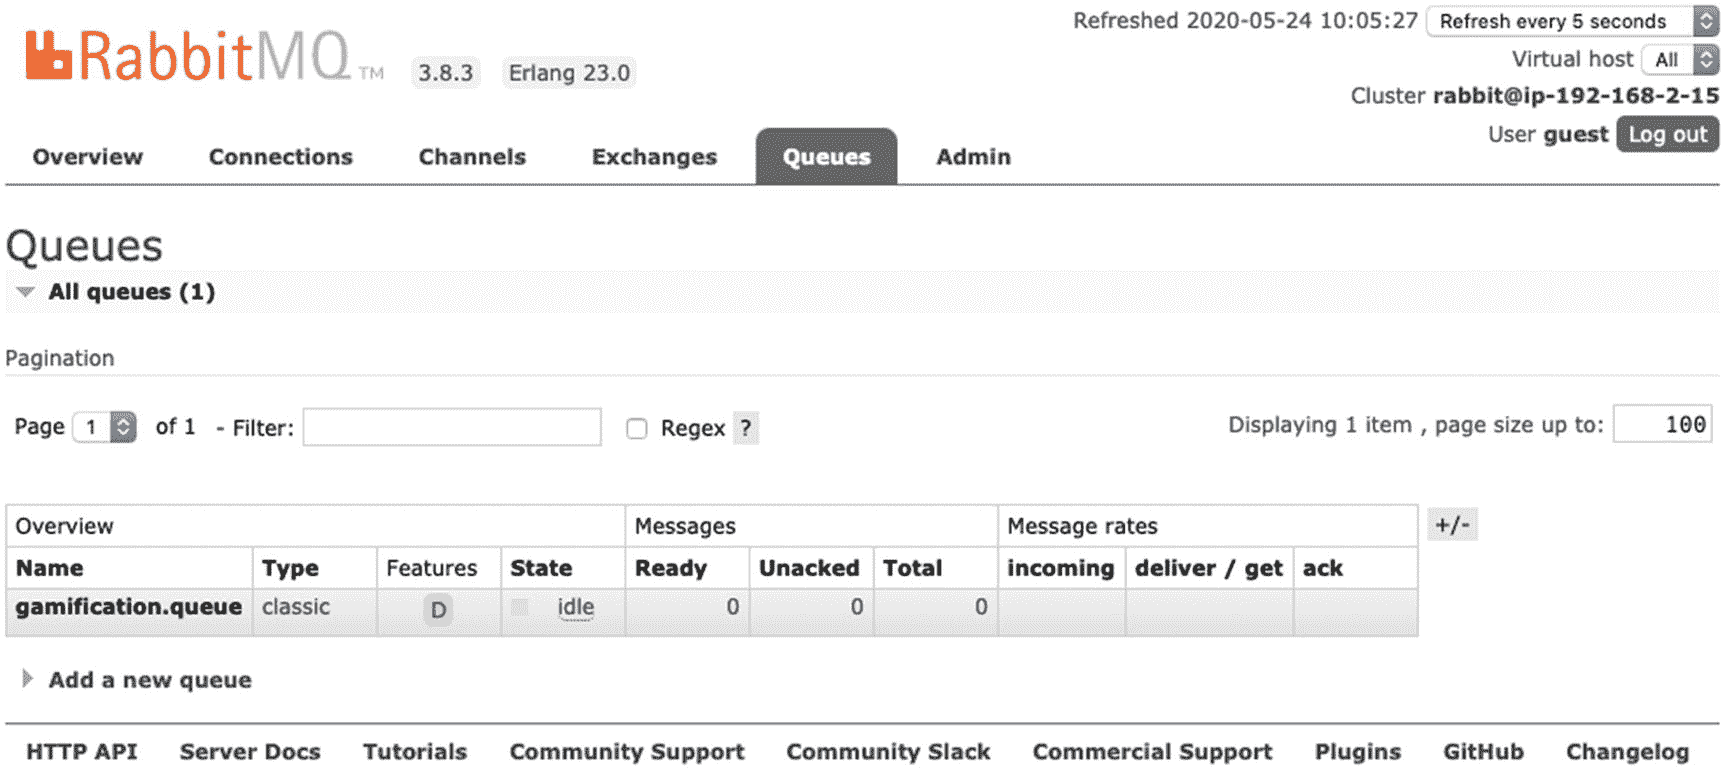 Refreshed 2020-05-24 10:05:27 Refresh every 5 seconds
RabbitMQ TM 3.8.3 Erlang 23.0
Virtual host All
Cluster rabbit@ip-192-168-2-15
User guest Log out
Overview Connections Channels Exchanges Queues Admin
Queues
All queues (1)
Pagination
Page 1 of 1 - Filter: Regex ? Displaying 1 item , page size up to: 100
Overview Messages Message rates +/-
Name Type Features State Ready Unacked Total incoming deliver / get ack
gamification.queue classic D idle 0 0 0
Add a new queue
HTTP API Server Docs Tutorials Community Support Community Slack Commercial Support Plugins GitHub Changelog